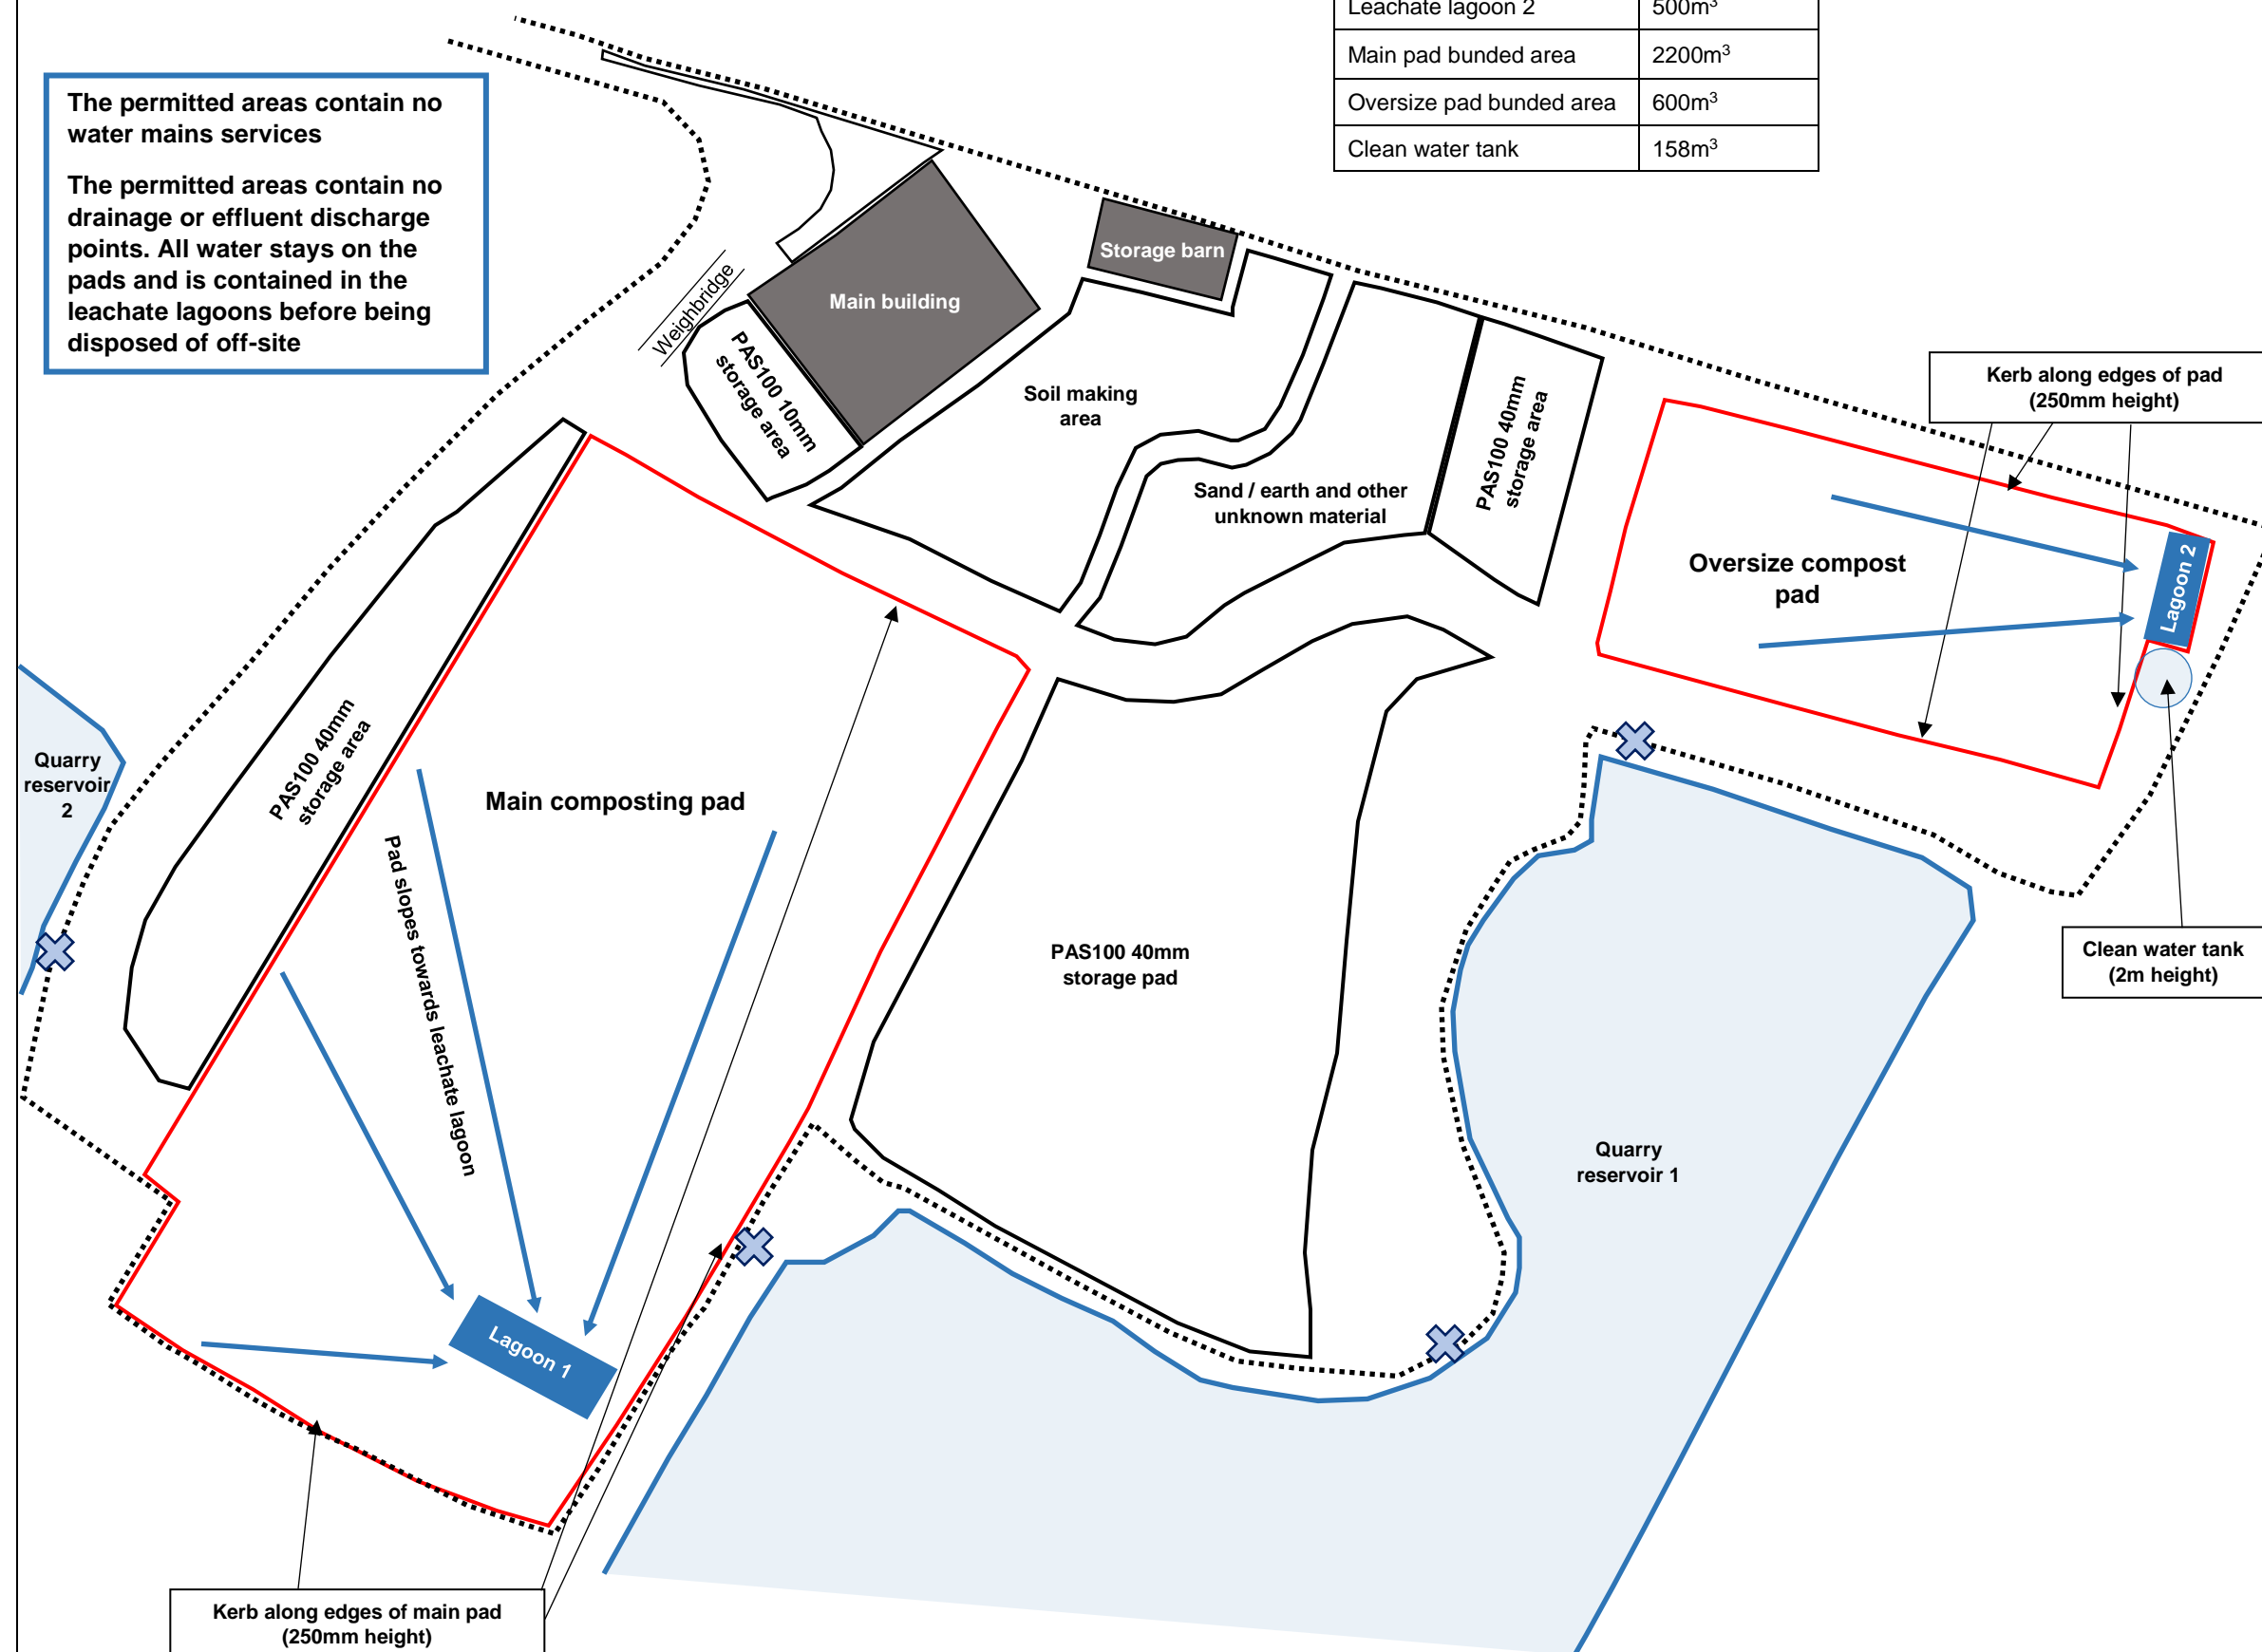 Leachate lagoon 2 500m³
Main pad bunded area 2200m³
Oversize pad bunded area 600m³
Clean water tank 158m³
The permitted areas contain no
water mains services
The permitted areas contain no
drainage or effluent discharge
points. All water stays on the
pads and is contained in the
leachate lagoons before being
disposed of off-site
Storage barn
Main building
Weighbridge
PAS100 10mm
storage area
Soil making
area
Sand / earth and other
unknown material
PAS100 40mm
storage area
Kerb along edges of pad
(250mm height)
Oversize compost
pad
Lagoon 2
Quarry
reservoir
2
PAS100 40mm
storage area
Main composting pad
Pad slopes towards leachate lagoon
PAS100 40mm
storage pad
Clean water tank
(2m height)
Quarry
reservoir 1
Lagoon 1
Kerb along edges of main pad
(250mm height)